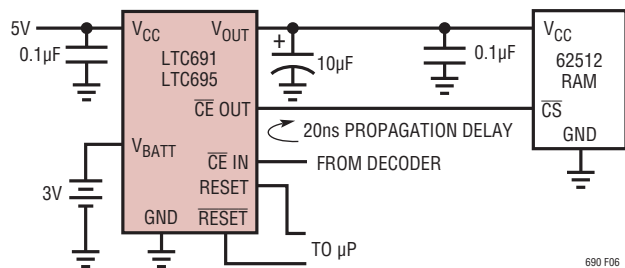 5V
VCC
VOUT
VCC
0.1µF
LTC691
LTC695
+
10µF
0.1µF
62512
RAM
CE OUT
CS
20ns PROPAGATION DELAY
GND
VBATT
CE IN
FROM DECODER
RESET
3V
GND
RESET
TO µP
690 F06